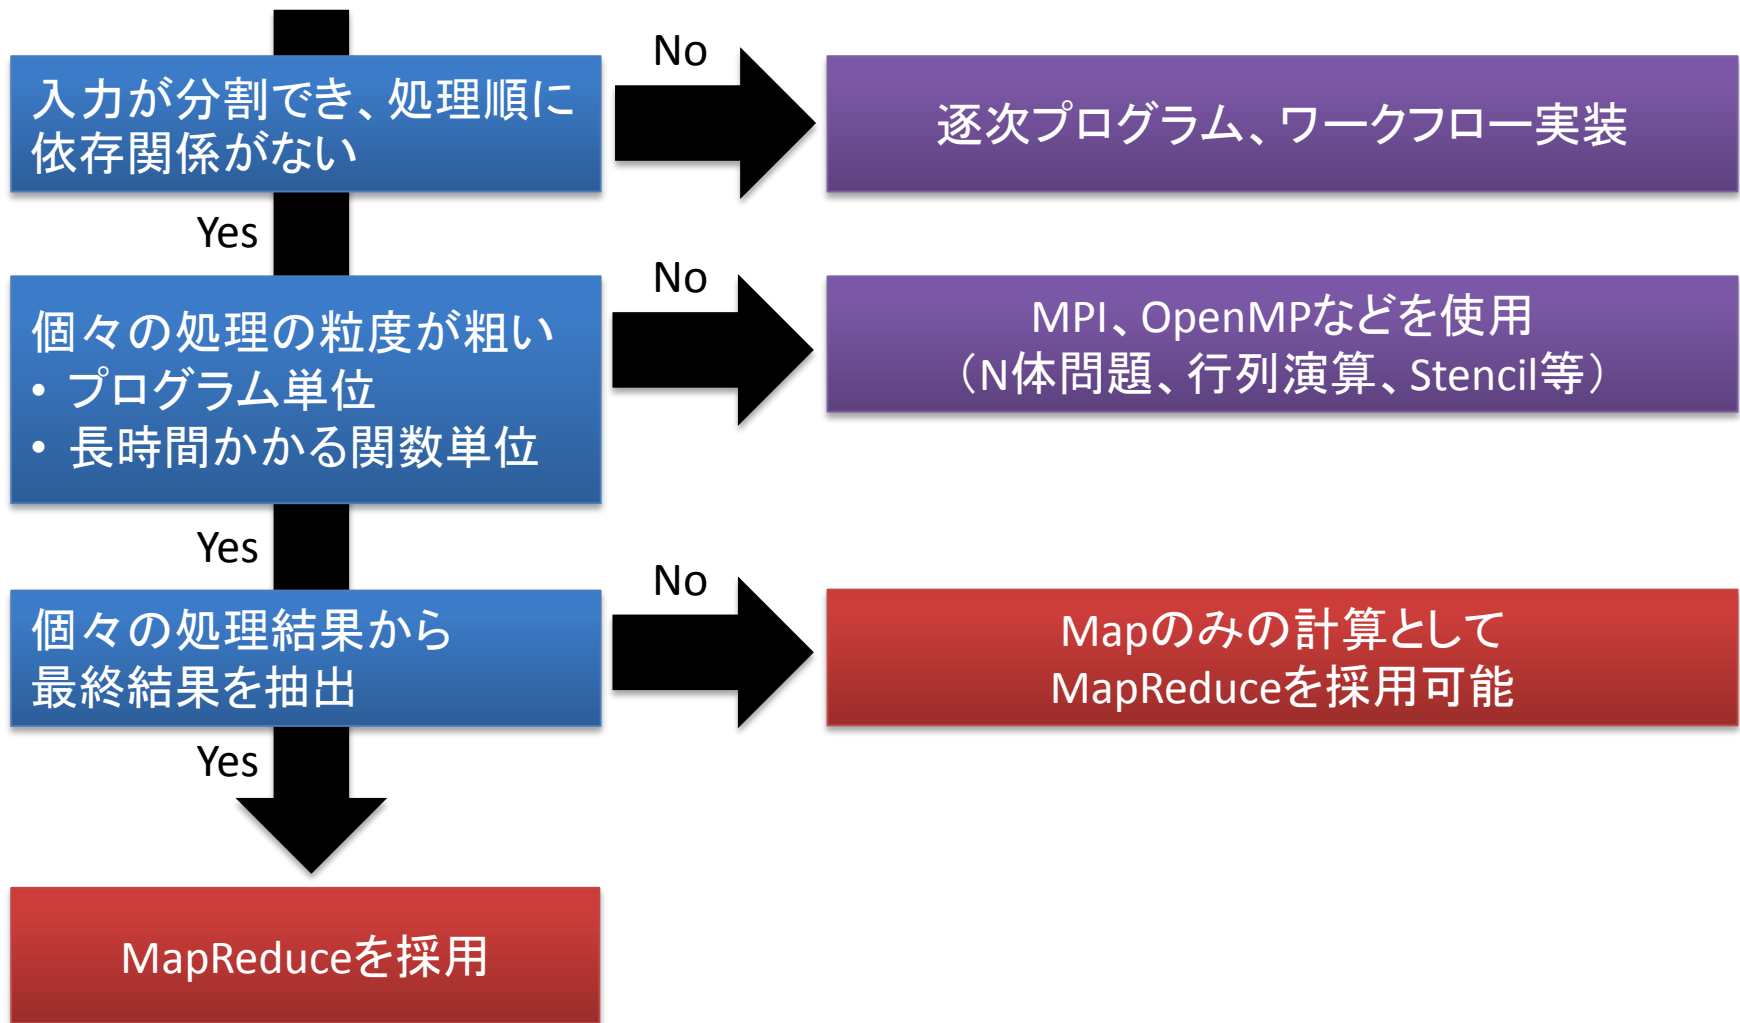 入力が分割でき、処理順に
依存関係がない
No
逐次プログラム、ワークフロー実装
Yes
個々の処理の粒度が粗い
• プログラム単位
• 長時間かかる関数単位
No
MPI、OpenMPなどを使用
（N体問題、行列演算、Stencil等）
Yes
個々の処理結果から
最終結果を抽出
No
Mapのみの計算として
MapReduceを採用可能
Yes
MapReduceを採用